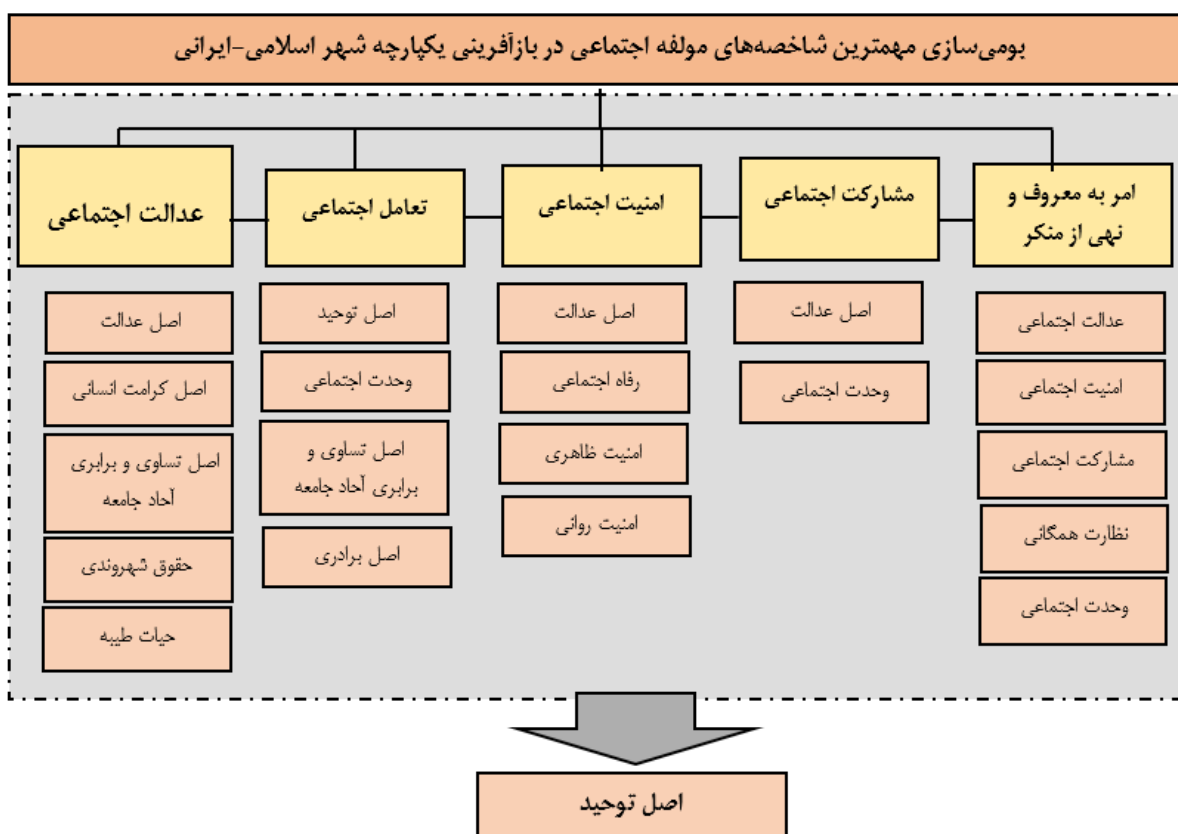 بومی‌سازی مهمترین شاخصه‌های مولفه اجتماعی در بازآفرینی یکپارچه شهر اسلامی-ایرانی
امر به معروف و
نهی از منکر
عدالت اجتماعی
امنیت اجتماعی
مشارکت اجتماعی
نظارت همگانی
وحدت اجتماعی
مشارکت اجتماعی
اصل عدالت
وحدت اجتماعی
امنیت اجتماعی
اصل عدالت
رفاه اجتماعی
امنیت ظاهری
امنیت روانی
تعامل اجتماعی
اصل توحید
وحدت اجتماعی
اصل تساوی و
برابری آحاد جامعه
اصل برادری
عدالت اجتماعی
اصل عدالت
اصل کرامت انسانی
اصل تساوی و برابری
آحاد جامعه
حقوق شهروندی
حیات طیبه
اصل توحید